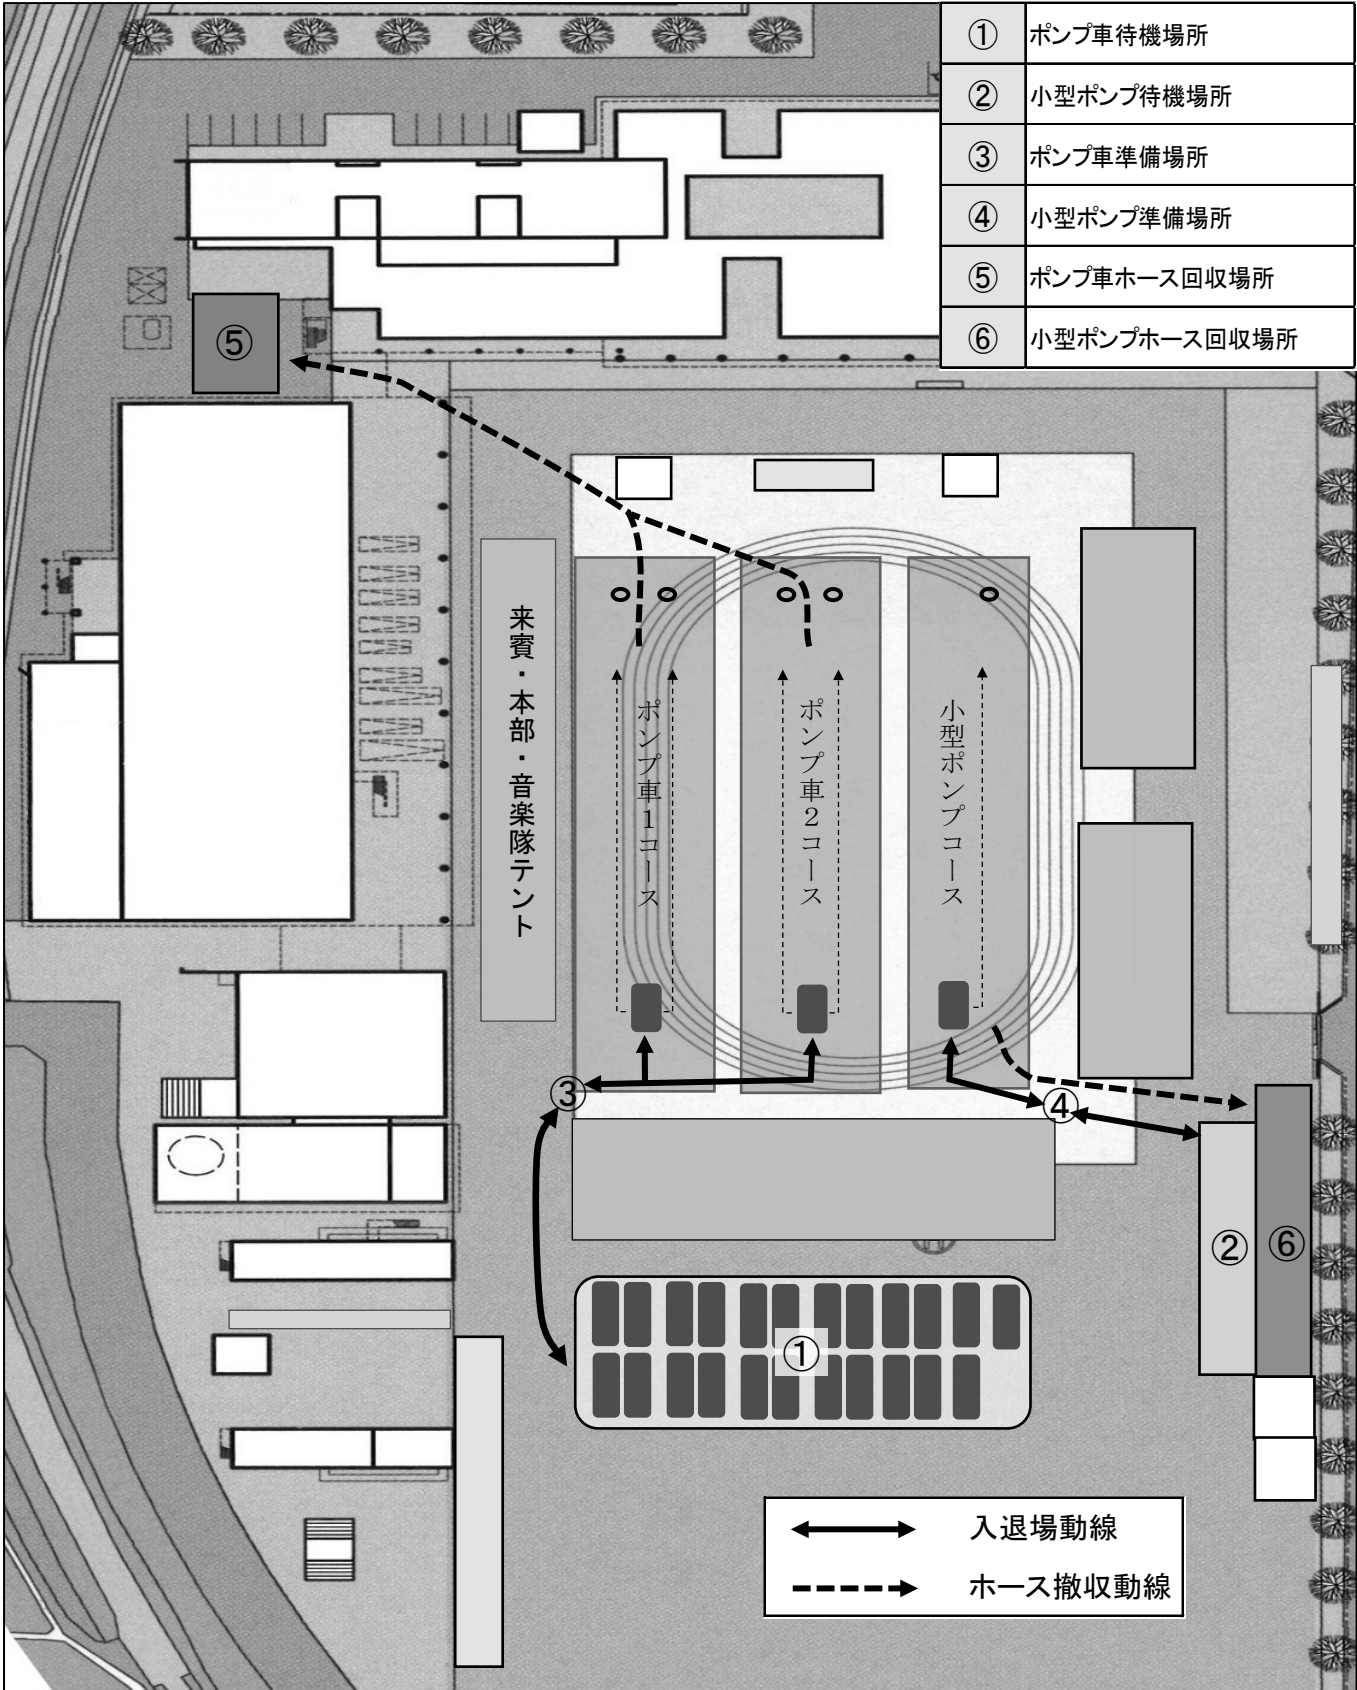 ① ポンプ車待機場所
② 小型ポンプ待機場所
③ ポンプ車準備場所
④ 小型ポンプ準備場所
⑤ ポンプ車ホース回収場所
⑥ 小型ポンプホース回収場所
⑤
来賓・本部・音楽隊テント
ポンプ車1コース
ポンプ車2コース
小型ポンプコース
③
④
②
⑥
①
入退場動線
ホース撤収動線